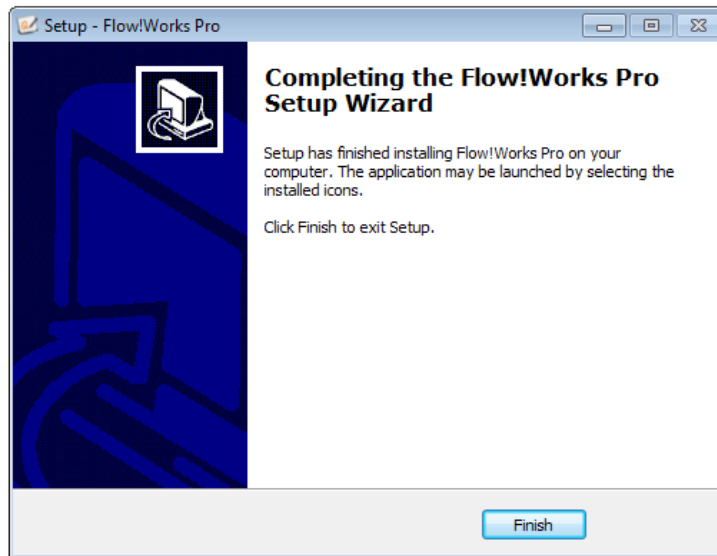 Setup - Flow!Works Pro
Completing the Flow!Works Pro
Setup Wizard
Setup has finished installing Flow!Works Pro on your
computer. The application may be launched by selecting the
installed icons.
Click Finish to exit Setup.
Finish